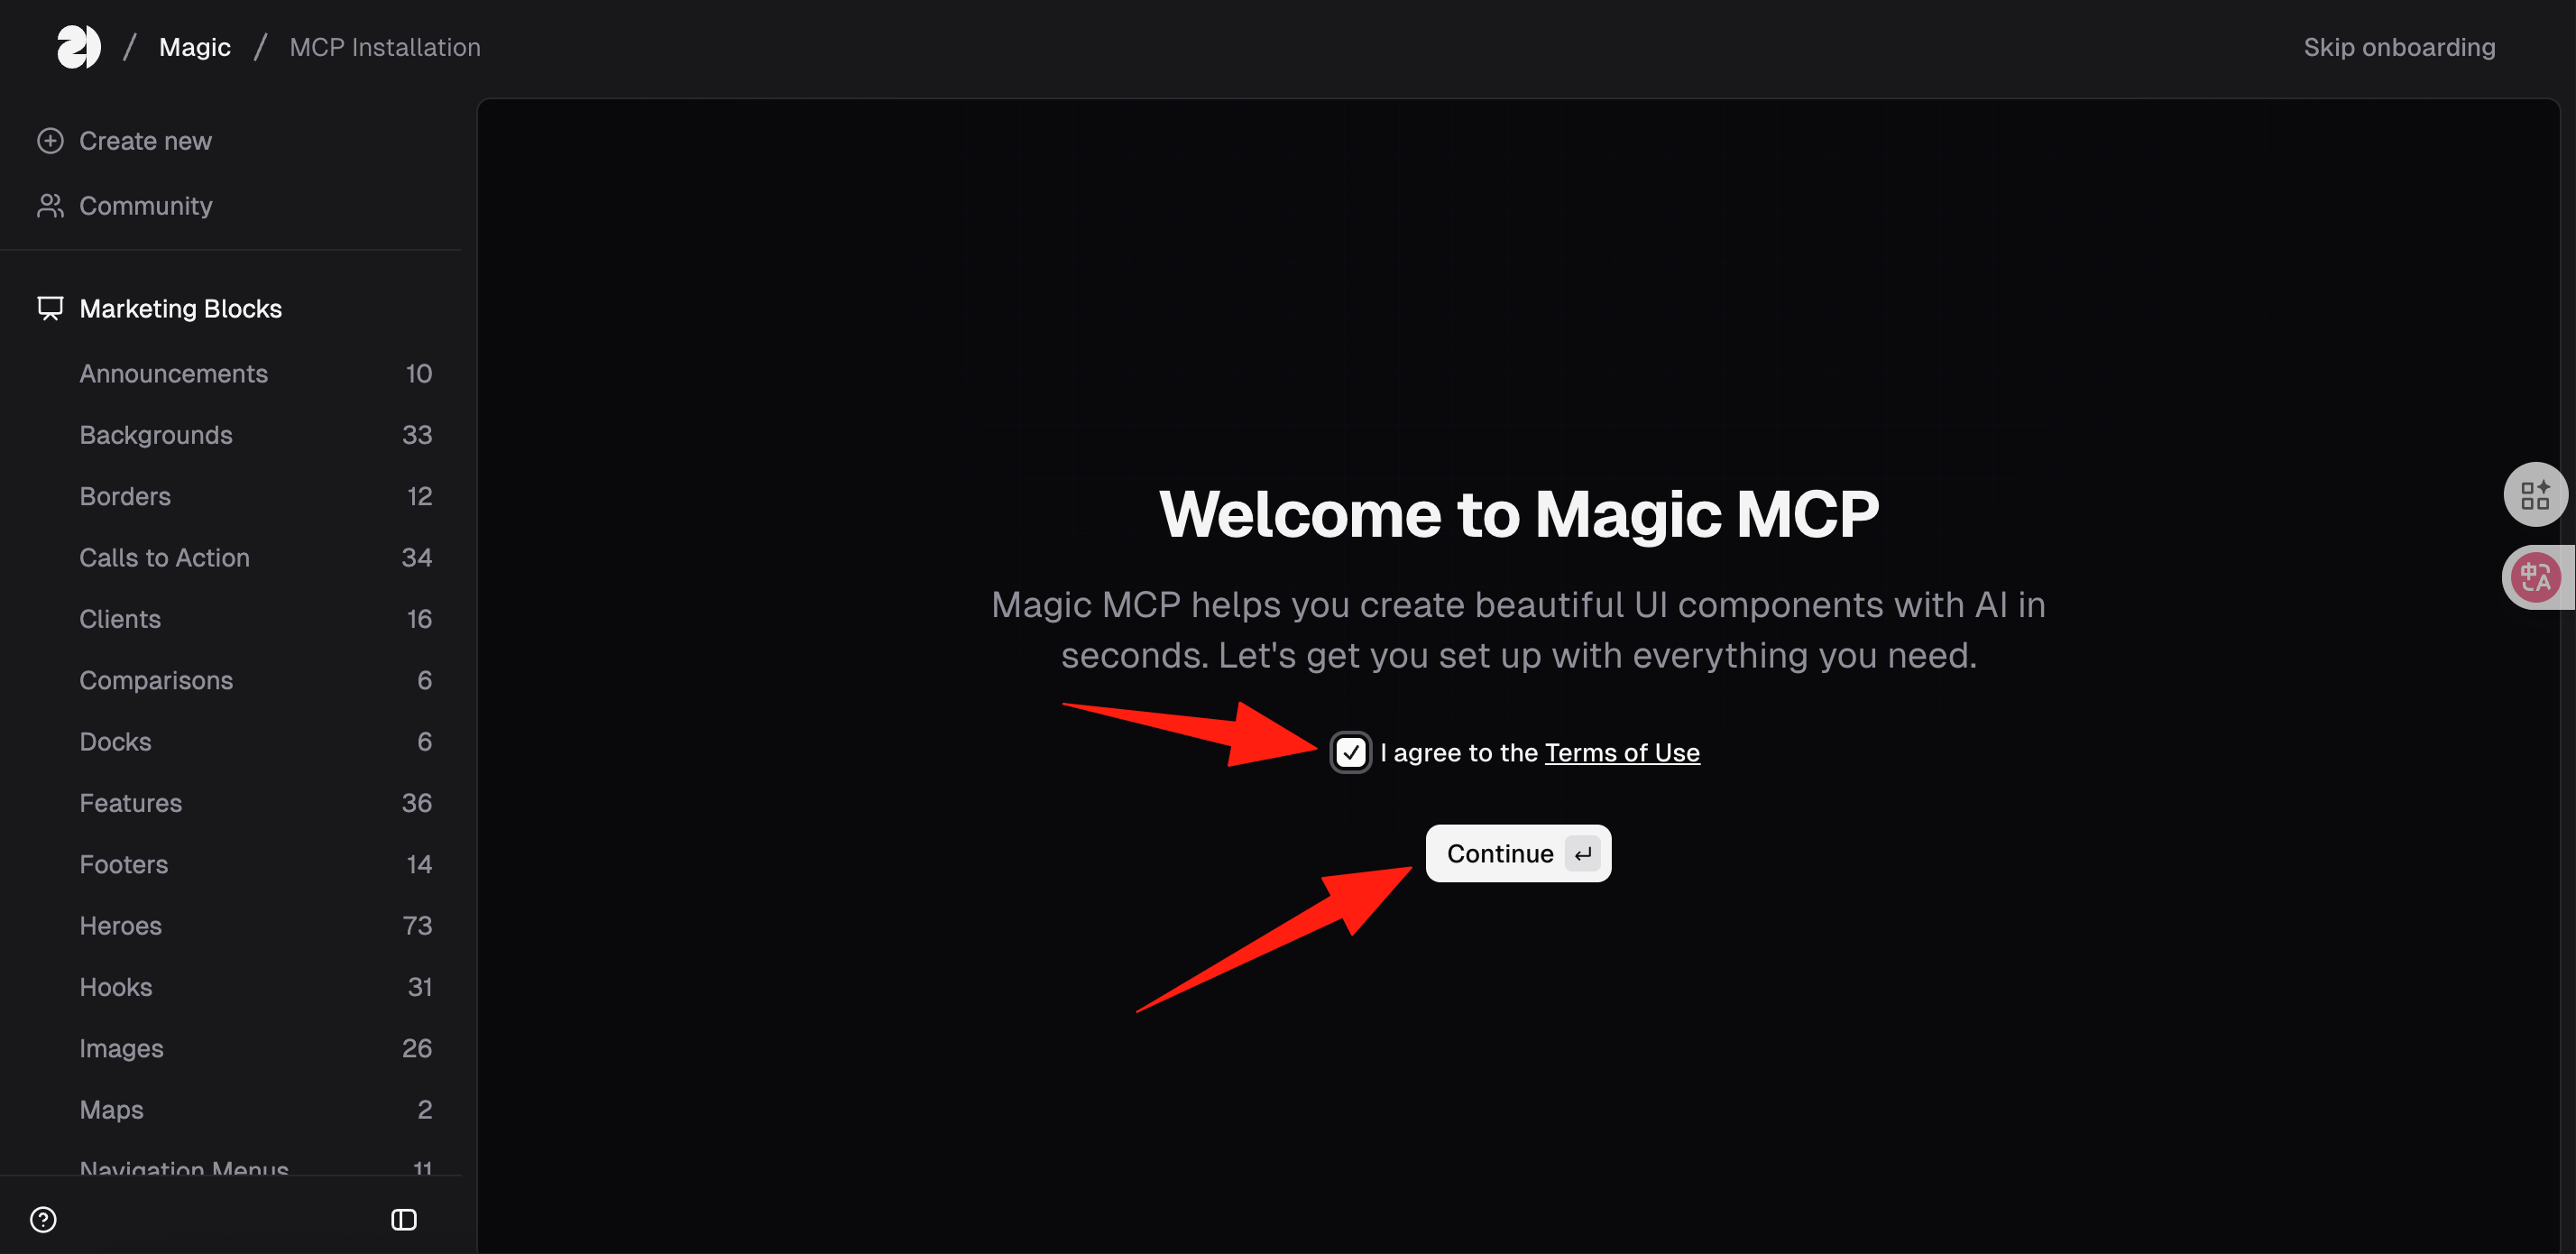 / Magic / MCP Installation
Skip onboarding
Create new
Community
Marketing Blocks
Announcements 10
Backgrounds 33
Borders 12
Calls to Action 34
Clients 16
Comparisons 6
Docks 6
Features 36
Footers 14
Heroes 73
Hooks 31
Images 26
Maps 2
Navigation Menus 11
Welcome to Magic MCP
Magic MCP helps you create beautiful UI components with AI in
seconds. Let's get you set up with everything you need.
I agree to the Terms of Use
Continue
中 A